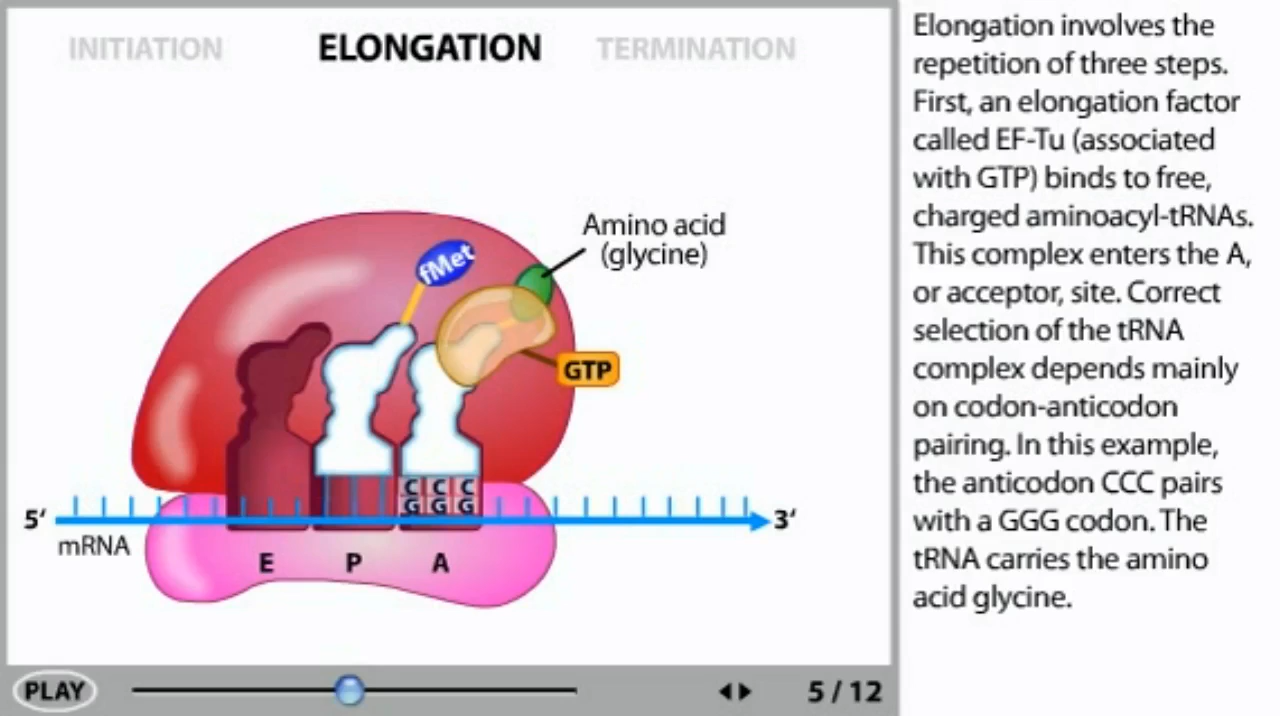 INITIATION ELONGATION TERMINATION
Amino acid
(glycine)
fMet
GTP
C C C
G G G
5‘ 3‘
mRNA
E P A
PLAY 5 / 12
Elongation involves the
repetition of three steps.
First, an elongation factor
called EF-Tu (associated
with GTP) binds to free,
charged aminoacyl-tRNAs.
This complex enters the A,
or acceptor, site. Correct
selection of the tRNA
complex depends mainly
on codon-anticodon
pairing. In this example,
the anticodon CCC pairs
with a GGG codon. The
tRNA carries the amino
acid glycine.